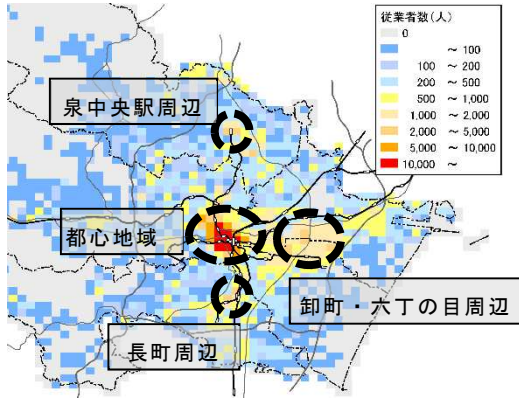 従業者数（人）
0
～ 100
100 ～ 200
200 ～ 500
500 ～ 1,000
1,000 ～ 2,000
2,000 ～ 5,000
5,000 ～ 10,000
10,000 ～
泉中央駅周辺
都心地域
卸町・六丁の目周辺
長町周辺